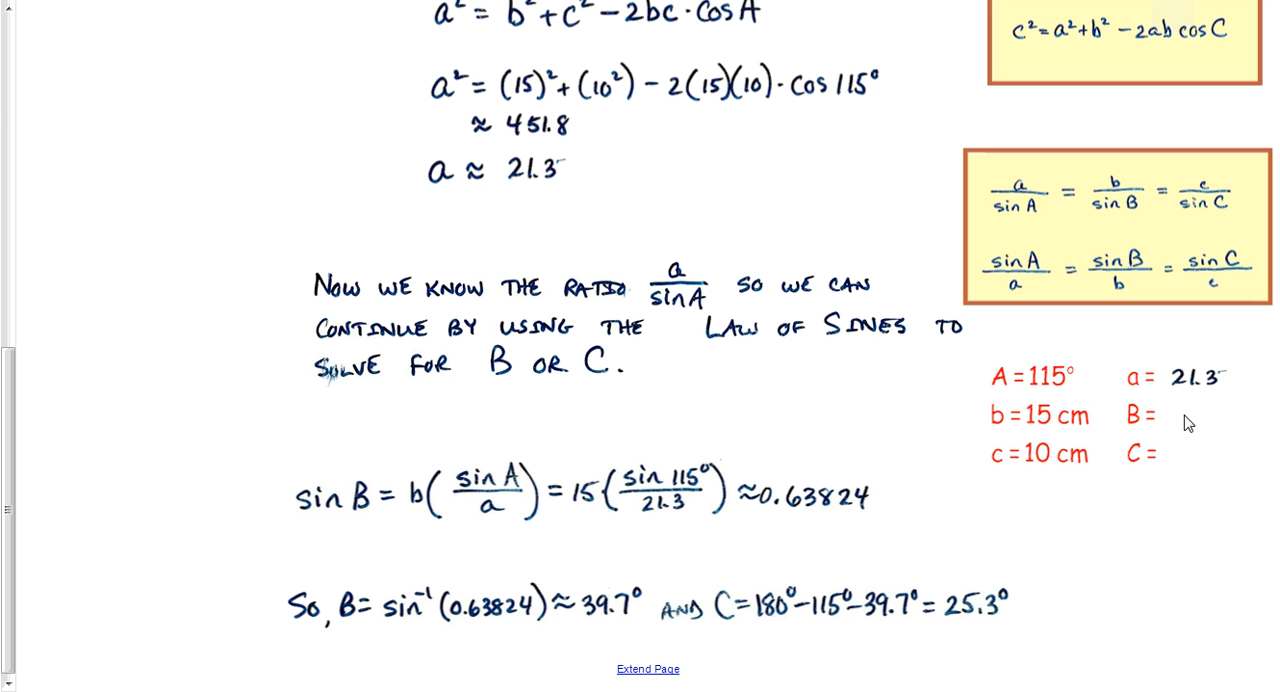 a² = b² + c² − 2bc · cos A
a² = (15)² + (10²) − 2(15)(10) · cos 115°
≈ 451.8
a ≈ 21.3
NOW WE KNOW THE RATIO a/sin A SO WE CAN
CONTINUE BY USING THE LAW OF SINES TO
SOLVE FOR B OR C.
sin B = b(sin A/a) = 15(sin 115°/21.3) ≈ 0.63824
So, B = sin⁻¹(0.63824) ≈ 39.7° AND C = 180° − 115° − 39.7° = 25.3°
c² = a² + b² − 2ab cos C
a/sin A = b/sin B = c/sin C
sin A/a = sin B/b = sin C/c
A = 115° a = 21.3
b = 15 cm B =
c = 10 cm C =
Extend Page